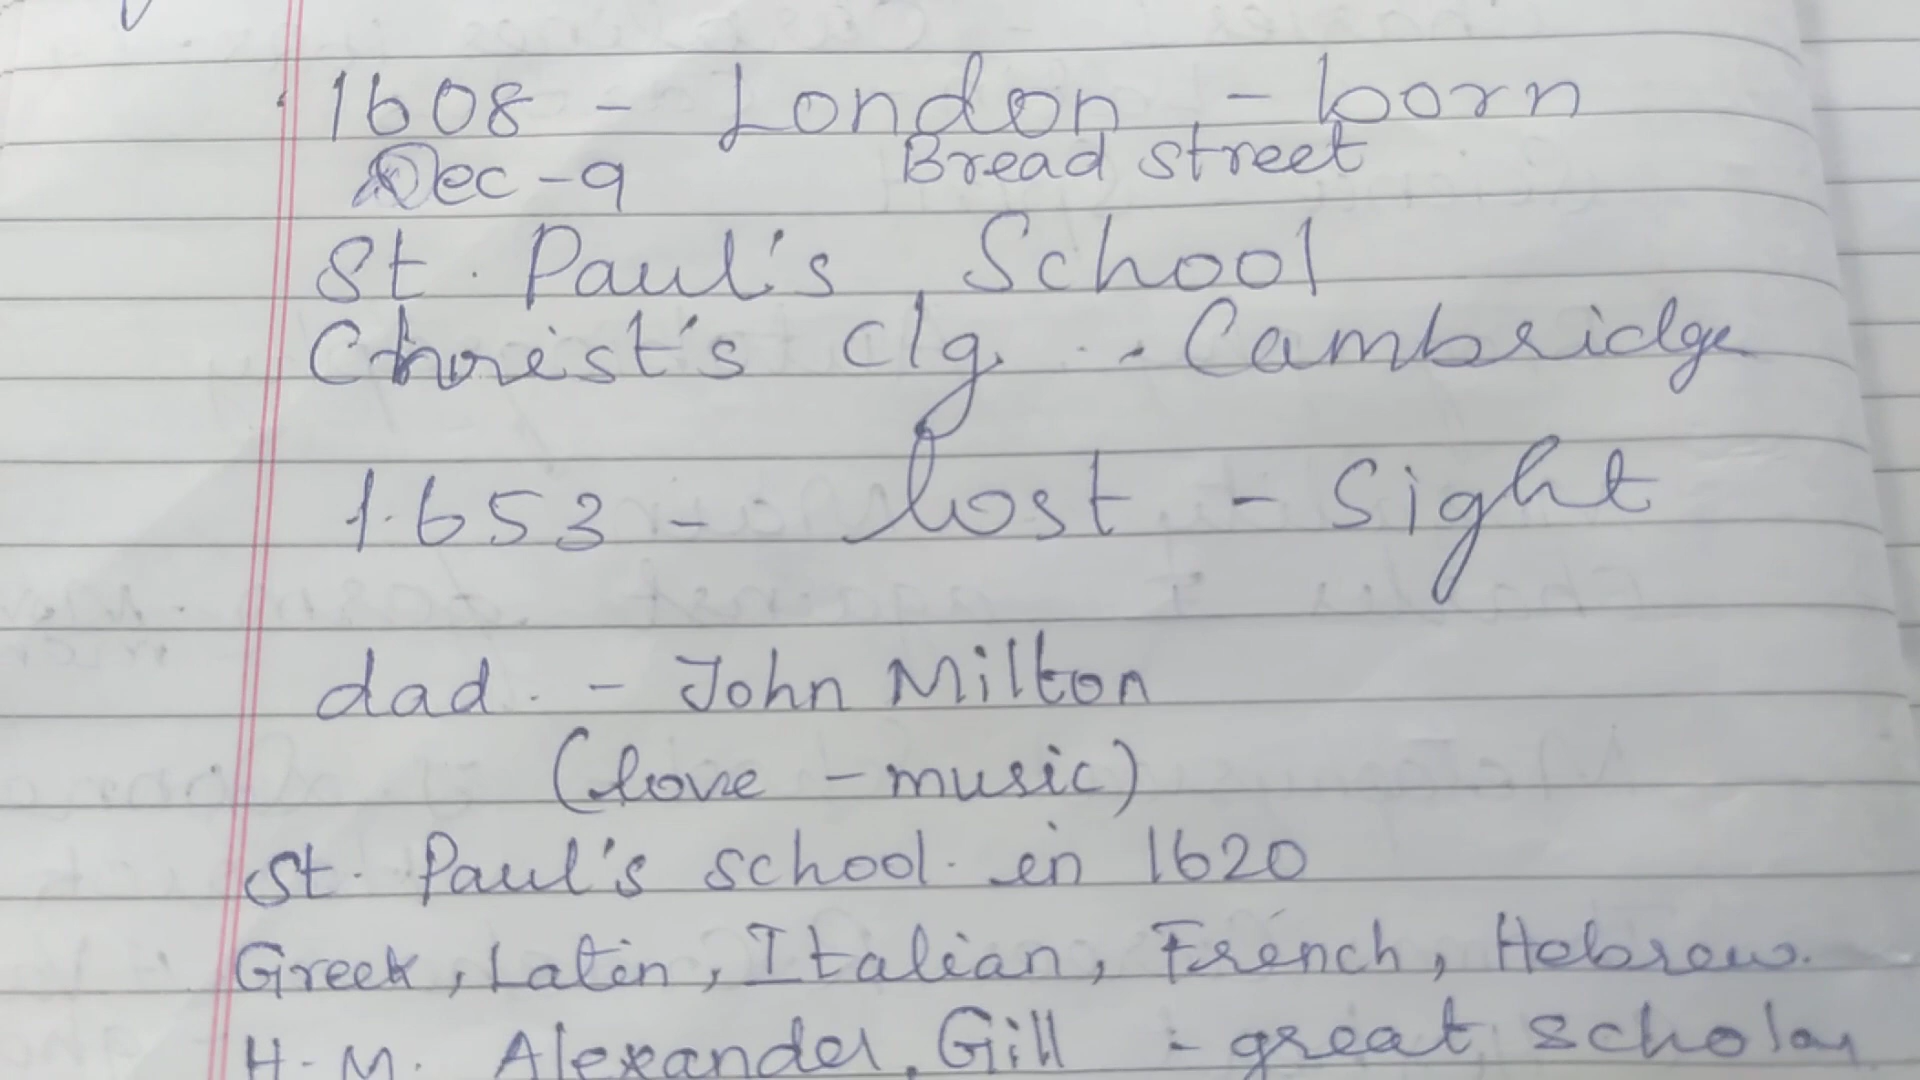 1608 - London - born
Dec - 9 Bread street
St. Paul's School
Christ's clg. - Cambridge
1653 - lost - Sight
dad. - John Milton
(love - music)
St. Paul's school in 1620
Greek, Latin, Italian, French, Hebrew.
H.M. Alexander Gill - great scholar